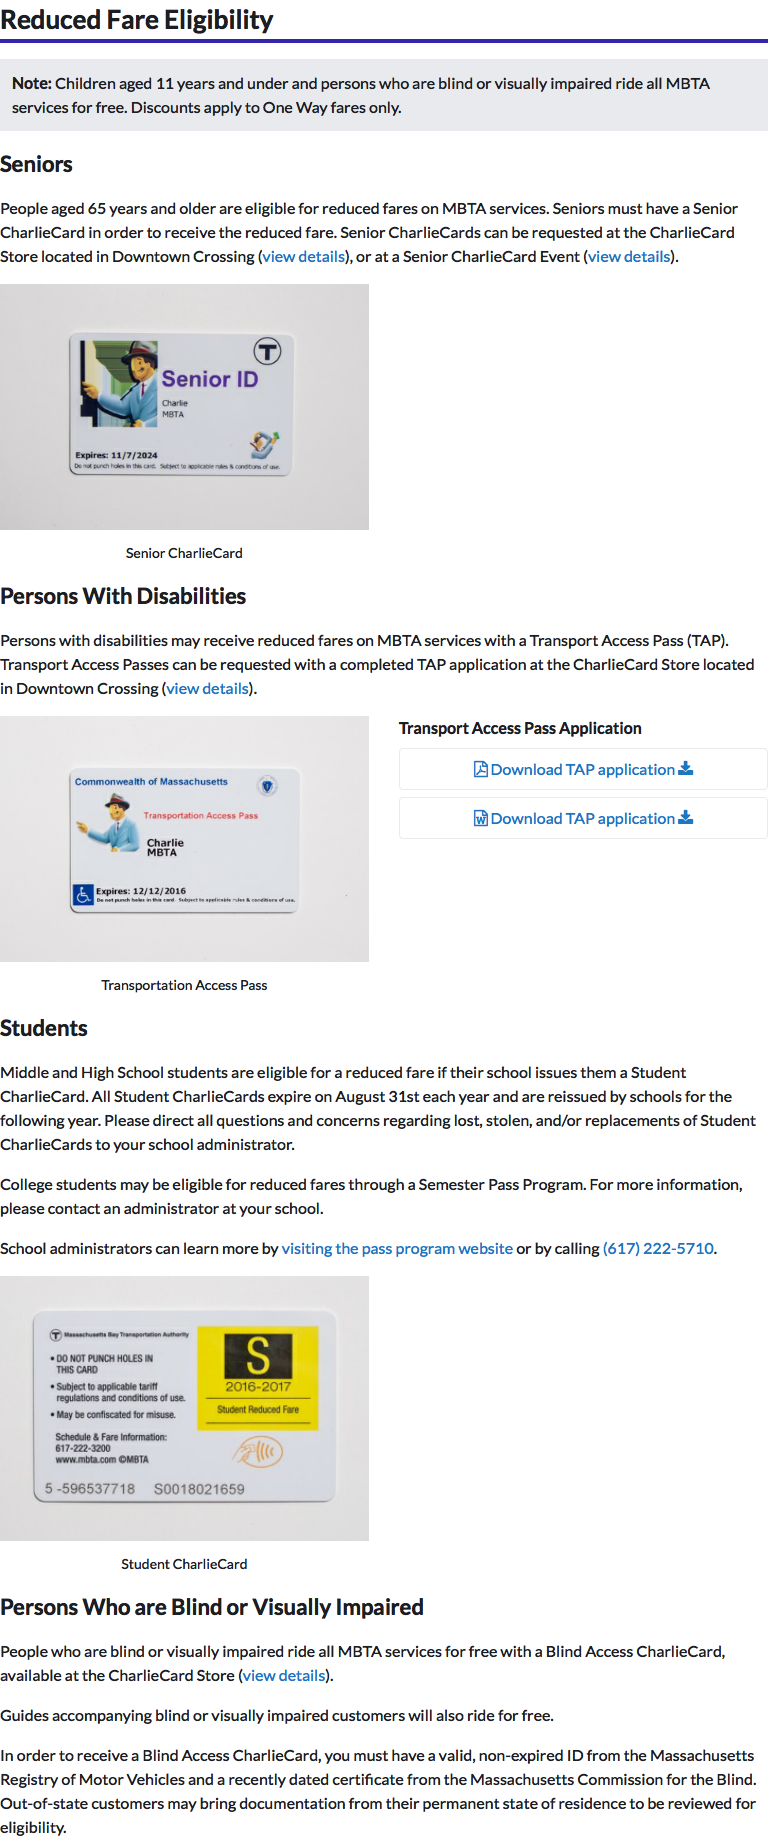 Reduced Fare Eligibility
Note: Children aged 11 years and under and persons who are blind or visually impaired ride all MBTA
services for free. Discounts apply to One Way fares only.
Seniors
People aged 65 years and older are eligible for reduced fares on MBTA services. Seniors must have a Senior
CharlieCard in order to receive the reduced fare. Senior CharlieCards can be requested at the CharlieCard
Store located in Downtown Crossing (view details), or at a Senior CharlieCard Event (view details).
T
Senior ID
Charlie
MBTA
Expires: 11/7/2024
Do not punch holes in this card. Subject to applicable rules & conditions of use.
Senior CharlieCard
Persons With Disabilities
Persons with disabilities may receive reduced fares on MBTA services with a Transport Access Pass (TAP).
Transport Access Passes can be requested with a completed TAP application at the CharlieCard Store located
in Downtown Crossing (view details).
Commonwealth of Massachusetts
Transportation Access Pass
Charlie
MBTA
Expires: 12/12/2016
Do not punch holes in this card. Subject to applicable rules & conditions of use.
Transportation Access Pass
Transport Access Pass Application
Download TAP application
Download TAP application
Students
Middle and High School students are eligible for a reduced fare if their school issues them a Student
CharlieCard. All Student CharlieCards expire on August 31st each year and are reissued by schools for the
following year. Please direct all questions and concerns regarding lost, stolen, and/or replacements of Student
CharlieCards to your school administrator.
College students may be eligible for reduced fares through a Semester Pass Program. For more information,
please contact an administrator at your school.
School administrators can learn more by visiting the pass program website or by calling (617) 222-5710.
T Massachusetts Bay Transportation Authority
• DO NOT PUNCH HOLES IN
THIS CARD
• Subject to applicable tariff
regulations and conditions of use.
• May be confiscated for misuse.
Schedule & Fare Information:
617-222-3200
www.mbta.com ©MBTA
S
2016-2017
Student Reduced Fare
5 -596537718 S0018021659
Student CharlieCard
Persons Who are Blind or Visually Impaired
People who are blind or visually impaired ride all MBTA services for free with a Blind Access CharlieCard,
available at the CharlieCard Store (view details).
Guides accompanying blind or visually impaired customers will also ride for free.
In order to receive a Blind Access CharlieCard, you must have a valid, non-expired ID from the Massachusetts
Registry of Motor Vehicles and a recently dated certificate from the Massachusetts Commission for the Blind.
Out-of-state customers may bring documentation from their permanent state of residence to be reviewed for
eligibility.